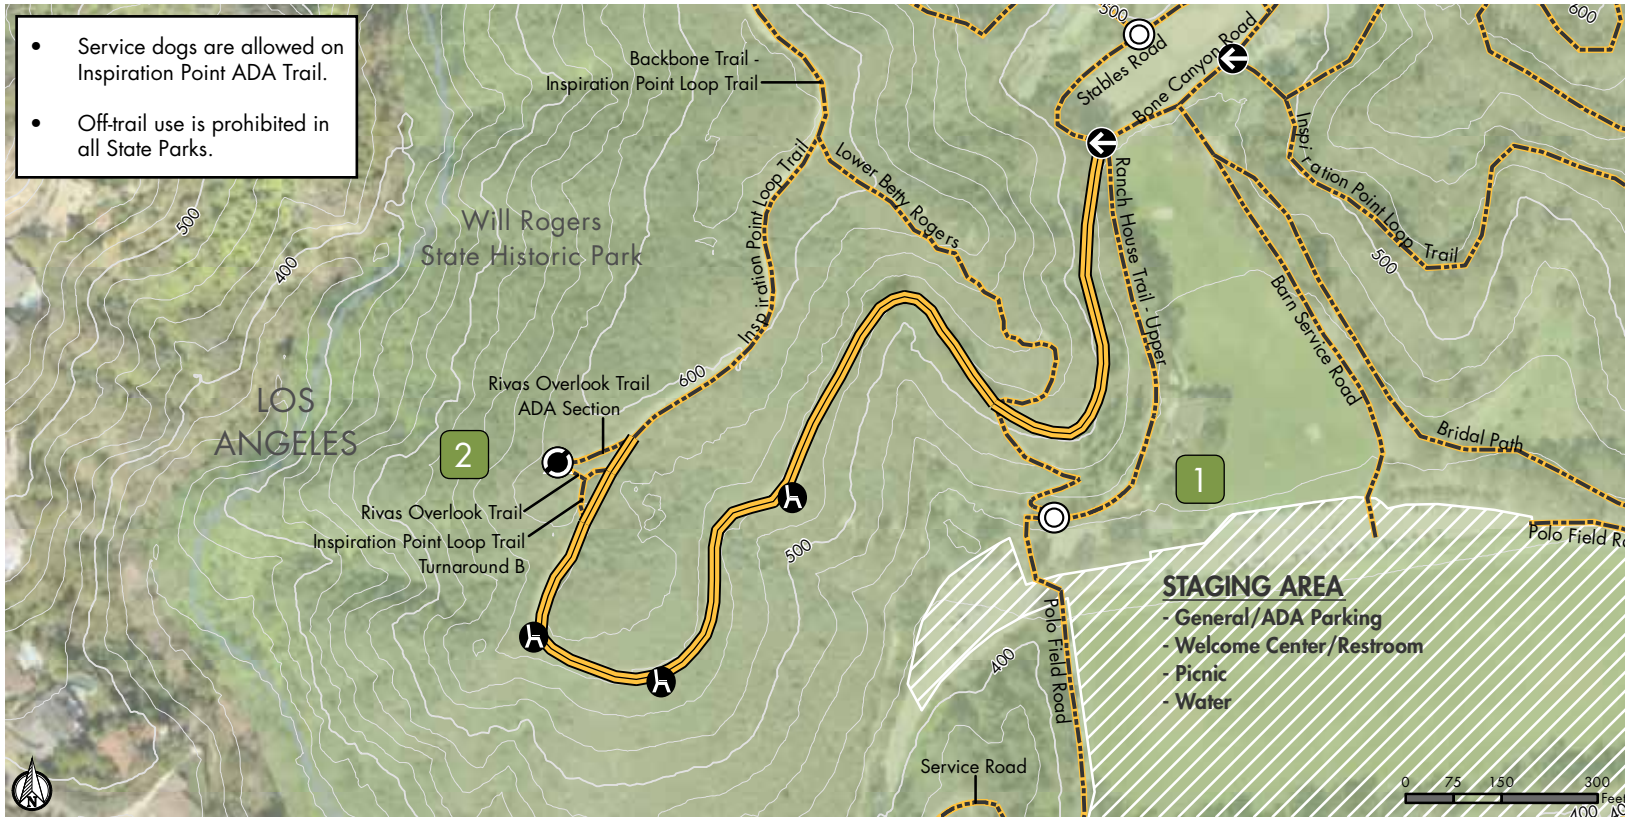 • Service dogs are allowed on
Inspiration Point ADA Trail.
• Off-trail use is prohibited in
all State Parks.
Backbone Trail -
Inspiration Point Loop Trail
500
Stables Road
Bone Canyon Road
600
Inspiration Point Loop Trail
Lower Betty Rogers
Ranch House Trail - Upper
Inspiration Point Loop Trail
500
500
400
Will Rogers
State Historic Park
Barn Service Road
Bridal Path
600
Rivas Overlook Trail
ADA Section
LOS
ANGELES
2
1
Rivas Overlook Trail
Inspiration Point Loop Trail
Turnaround B
500
Polo Field
STAGING AREA
- General/ADA Parking
- Welcome Center/Restroom
- Picnic
- Water
400
Polo Field Road
Service Road
N
0 75 150 300
Feet
400